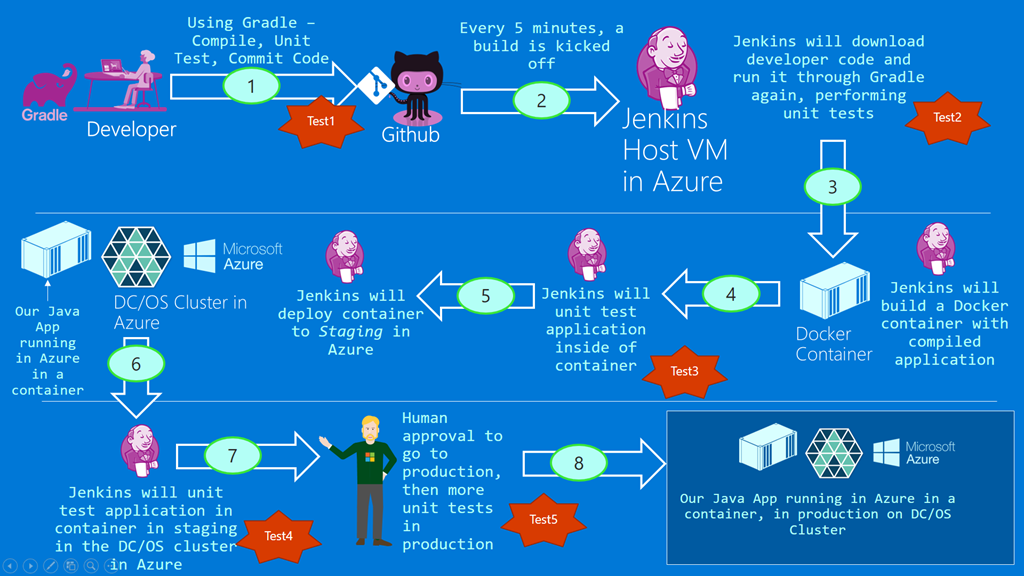 Using Gradle –
Compile, Unit
Test, Commit Code
1
Gradle
Developer
Test1
Github
Every 5 minutes, a
build is kicked
off
2
Jenkins
Host VM
in Azure
Jenkins will download
developer code and
run it through Gradle
again, performing
unit tests
Test2
3
Jenkins will
build a Docker
container with
compiled
application
Docker
Container
4
Jenkins will
unit test
application
inside of
container
Test3
5
Jenkins will
deploy container
to Staging in
Azure
Microsoft
Azure
DC/OS Cluster in
Azure
Our Java
App
running
in Azure
in a
container
6
Jenkins will unit
test application in
container in staging
in the DC/OS cluster
in Azure
Test4
7
Human
approval to
go to
production,
then more
unit tests
in
production
Test5
8
Microsoft
Azure
Our Java App running in Azure in a
container, in production on DC/OS
Cluster